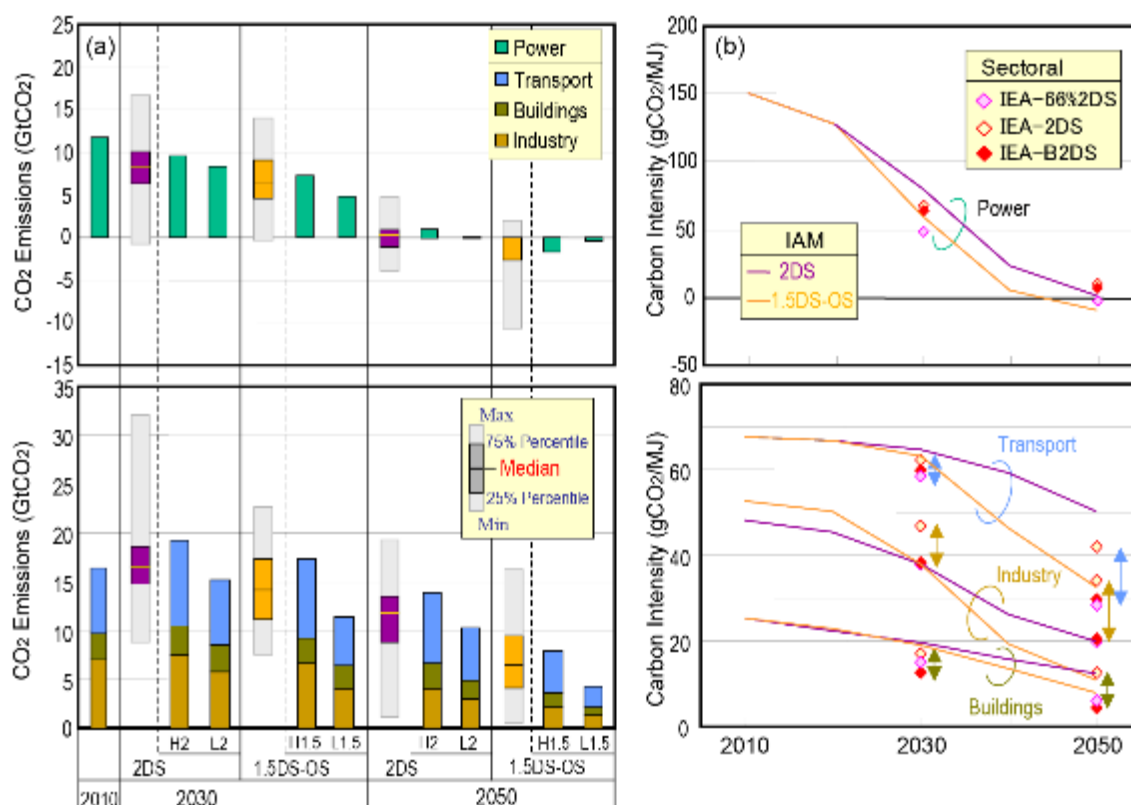 (a)
25
20
15
10
5
0
-5
-10
-15
CO2 Emissions (GtCO2)
Power
Transport
Buildings
Industry
35
30
25
20
15
10
5
0
CO2 Emissions (GtCO2)
Max
75% Percentile
Median
25% Percentile
Min
H2 L2 H1.5 L1.5 H2 L2 H1.5 L1.5
2DS 1.5DS-OS 2DS 1.5DS-OS
2010 2030 2050
(b)
200
150
100
50
0
-50
Carbon Intensity (gCO2/MJ)
Sectoral
IEA-66%2DS
IEA-2DS
IEA-B2DS
Power
IAM
2DS
1.5DS-OS
80
60
40
20
0
Carbon Intensity (gCO2/MJ)
Transport
Industry
Buildings
2010 2030 2050